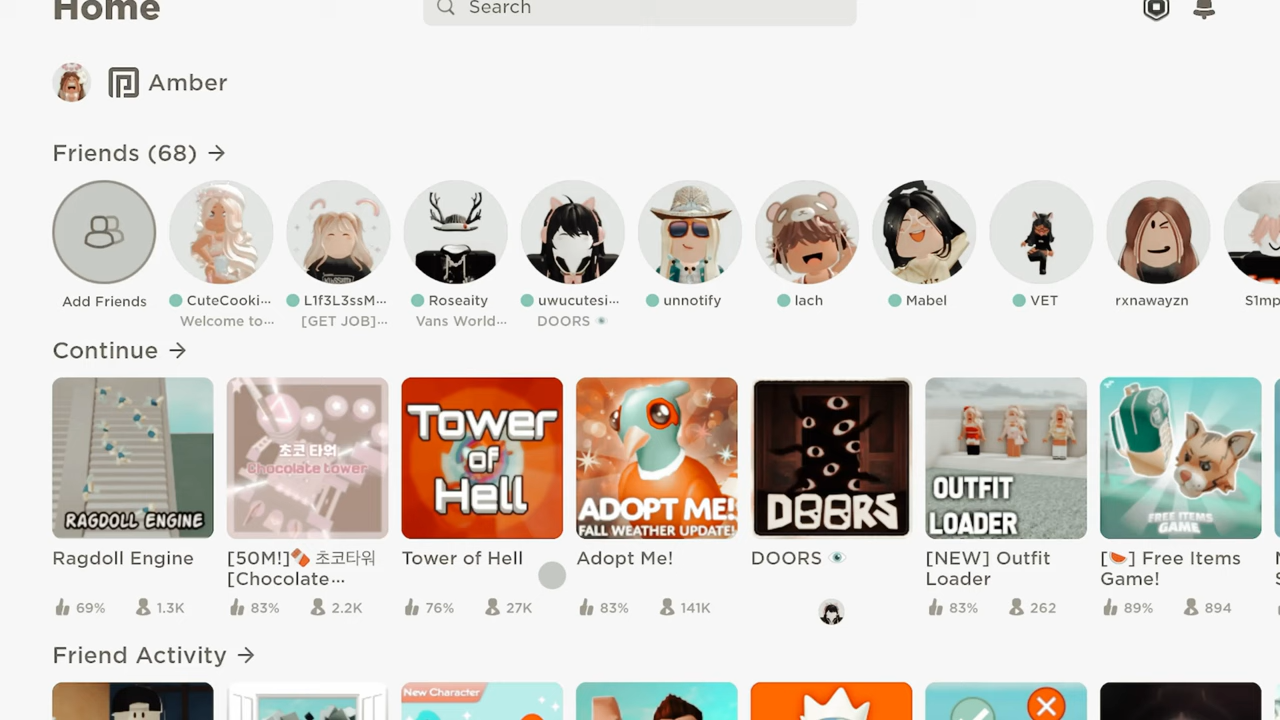 Home
Search
Amber
Friends (68) →
Add Friends
CuteCooki···
L1f3L3ssM···
Roseaity
uwucutesi···
unnotify
lach
Mabel
VET
rxnawayzn
S1mp
Welcome to···
[GET JOB]···
Vans World···
DOORS
Continue →
RAGDOLL ENGINE
초코 타워
Chocolate tower
TOWER
OF
HELL
ADOPT ME!
FALL WEATHER UPDATE!
DOORS
OUTFIT
LOADER
FREE ITEMS
GAME
Ragdoll Engine
[50M!]🍫 초코타워
[Chocolate···
Tower of Hell
Adopt Me!
DOORS 👁
[NEW] Outfit
Loader
[🍉] Free Items
Game!
69% 1.3K
83% 2.2K
76% 27K
83% 141K
83% 262
89% 894
Friend Activity →
New Character